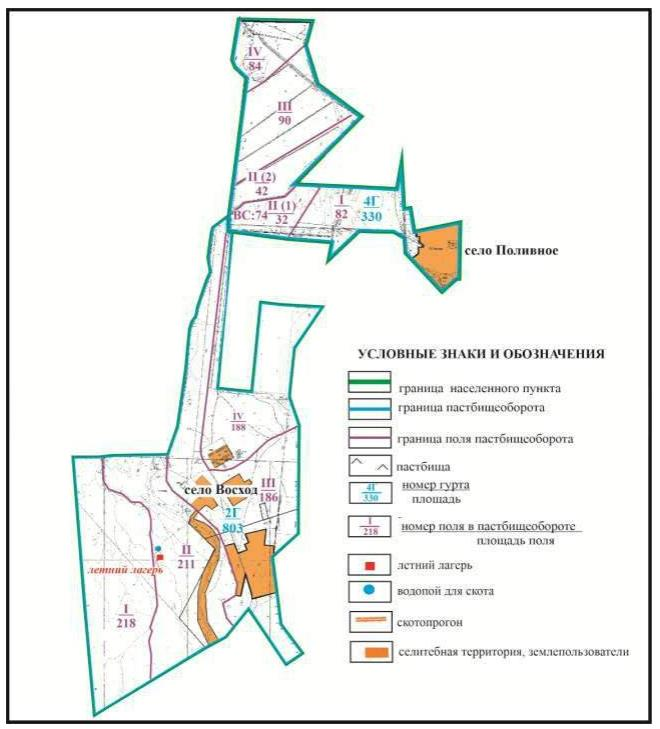 IV
84
III
90
II (2)
42
ВС:74
II (1)
32
I
82
4Г
330
село Поливное
УСЛОВНЫЕ ЗНАКИ И ОБОЗНАЧЕНИЯ
граница населенного пункта
граница пастбищеоборота
граница поля пастбищеоборота
пастбища
4Г
330
номер гурта
площадь
I
218
номер поля в пастбищеобороте
площадь поля
летний лагерь
водопой для скота
скотопрогон
селитебная территория, землепользователи
IV
188
село Восход
III
186
2Г
803
II
211
летний лагерь
I
218